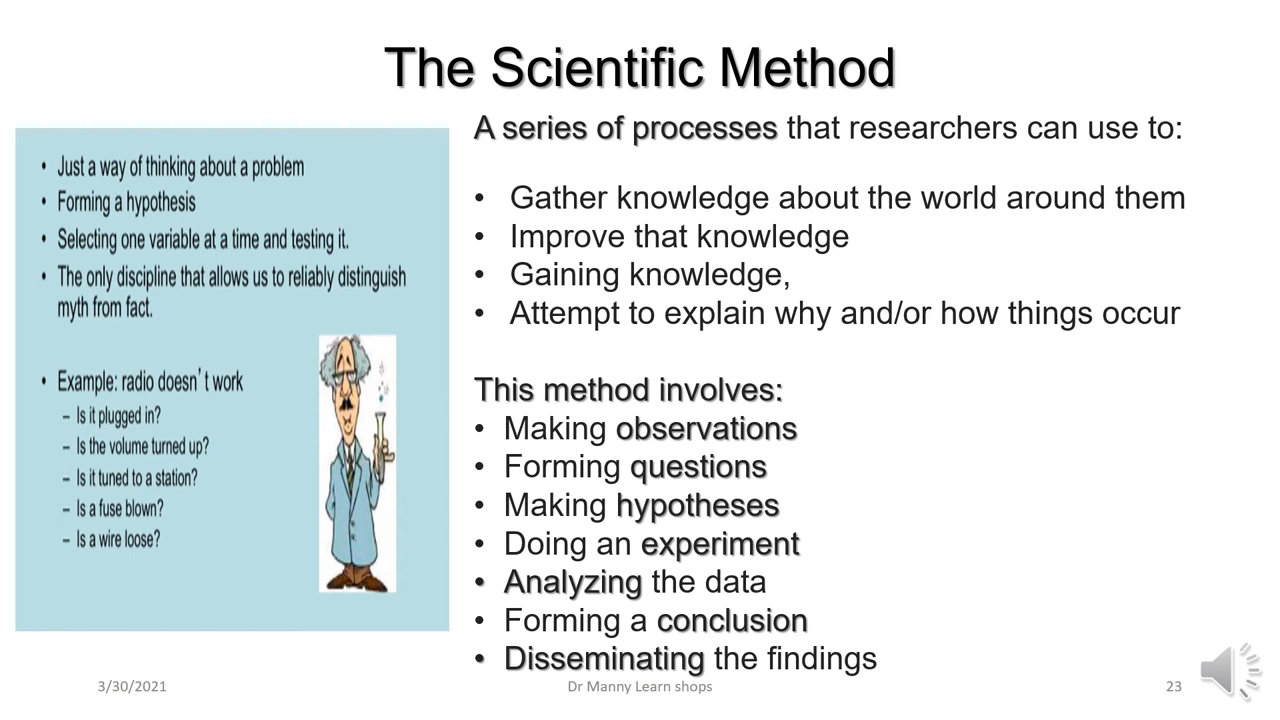 The Scientific Method
• Just a way of thinking about a problem
• Forming a hypothesis
• Selecting one variable at a time and testing it.
• The only discipline that allows us to reliably distinguish
myth from fact.
• Example: radio doesn't work
– Is it plugged in?
– Is the volume turned up?
– Is it tuned to a station?
– Is a fuse blown?
– Is a wire loose?
A series of processes that researchers can use to:
• Gather knowledge about the world around them
• Improve that knowledge
• Gaining knowledge,
• Attempt to explain why and/or how things occur
This method involves:
• Making observations
• Forming questions
• Making hypotheses
• Doing an experiment
• Analyzing the data
• Forming a conclusion
• Disseminating the findings
3/30/2021
Dr Manny Learn shops
23